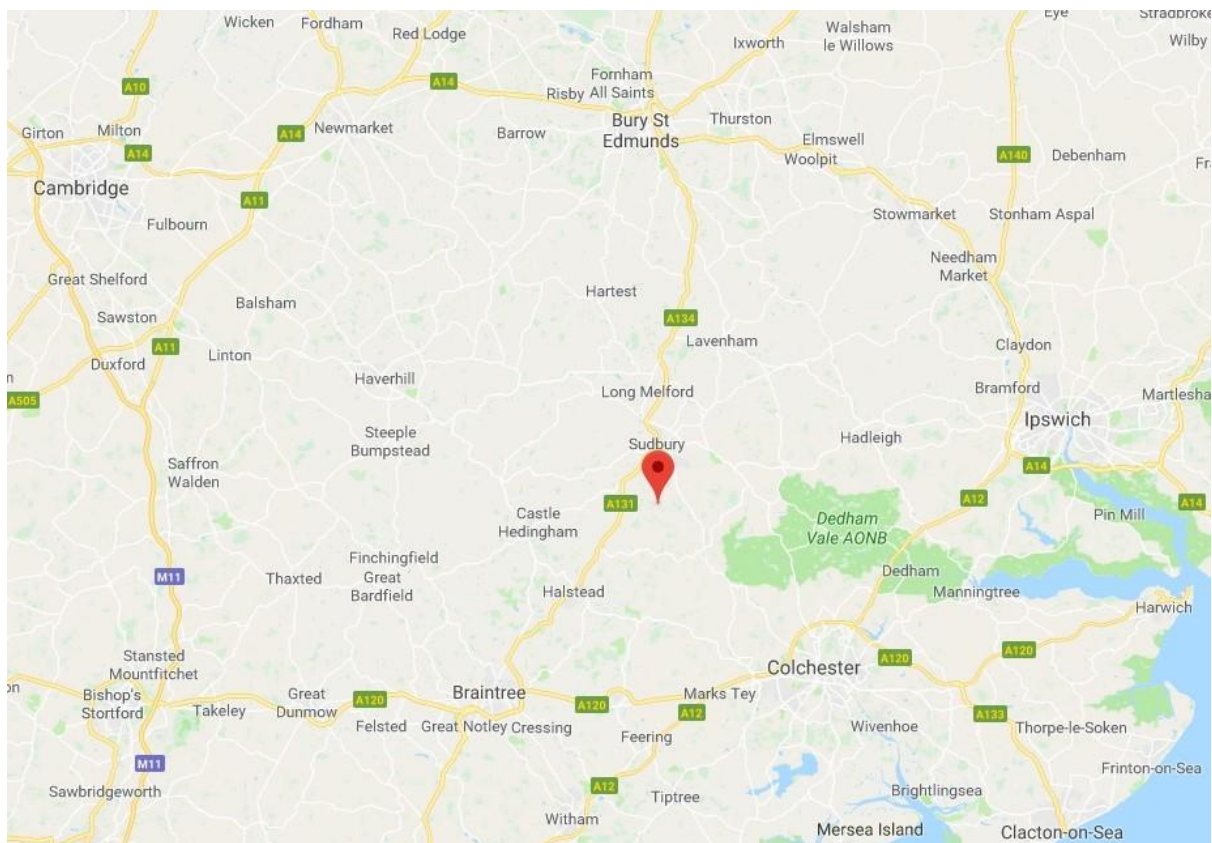 Wicken
Fordham
Red Lodge
Ixworth
Walsham
le Willows
Eye
Stradbroke
Wilby
A10
A14
Risby
Fornham
All Saints
Girton
Milton
A14
A14
Newmarket
Barrow
Bury St
Edmunds
Thurston
Elmswell
Woolpit
A140
Debenham
Fra
Cambridge
A11
Fulbourn
Stowmarket
Stonham Aspal
Needham
Market
Great Shelford
Balsham
Hartest
Sawston
A134
Lavenham
A11
Linton
Duxford
Claydon
n
A505
Haverhill
Long Melford
Bramford
Martlesha
Ipswich
Steeple
Bumpstead
Sudbury
Hadleigh
Saffron
Walden
A14
A12
A14
A131
Castle
Hedingham
Dedham
Vale AONB
Pin Mill
Finchingfield
Great
Bardfield
M11
Thaxted
Halstead
Dedham
Manningtree
Harwich
Stansted
Mountfitchet
A120
A120
Colchester
on
Bishop's
Stortford
Takeley
Great
Dunmow
A120
Felsted
Braintree
Great Notley
Cressing
A120
Marks Tey
A12
Feering
Wivenhoe
A133
Thorpe-le-Soken
M11
Sawbridgeworth
A12
Tiptree
Witham
Brightlingsea
Frinton-on-Sea
Mersea Island
Clacton-on-Sea